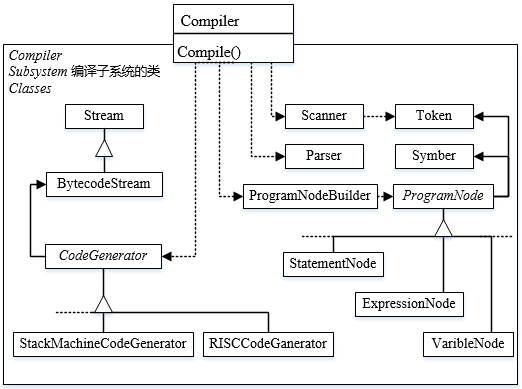 Compiler
Compile()
Compiler
Subsystem 编译子系统的类
Classes
Stream
Scanner
Token
Parser
Symber
BytecodeStream
ProgramNodeBuilder
ProgramNode
CodeGenerator
StatementNode
ExpressionNode
StackMachineCodeGenerator
RISCCodeGanerator
VaribleNode